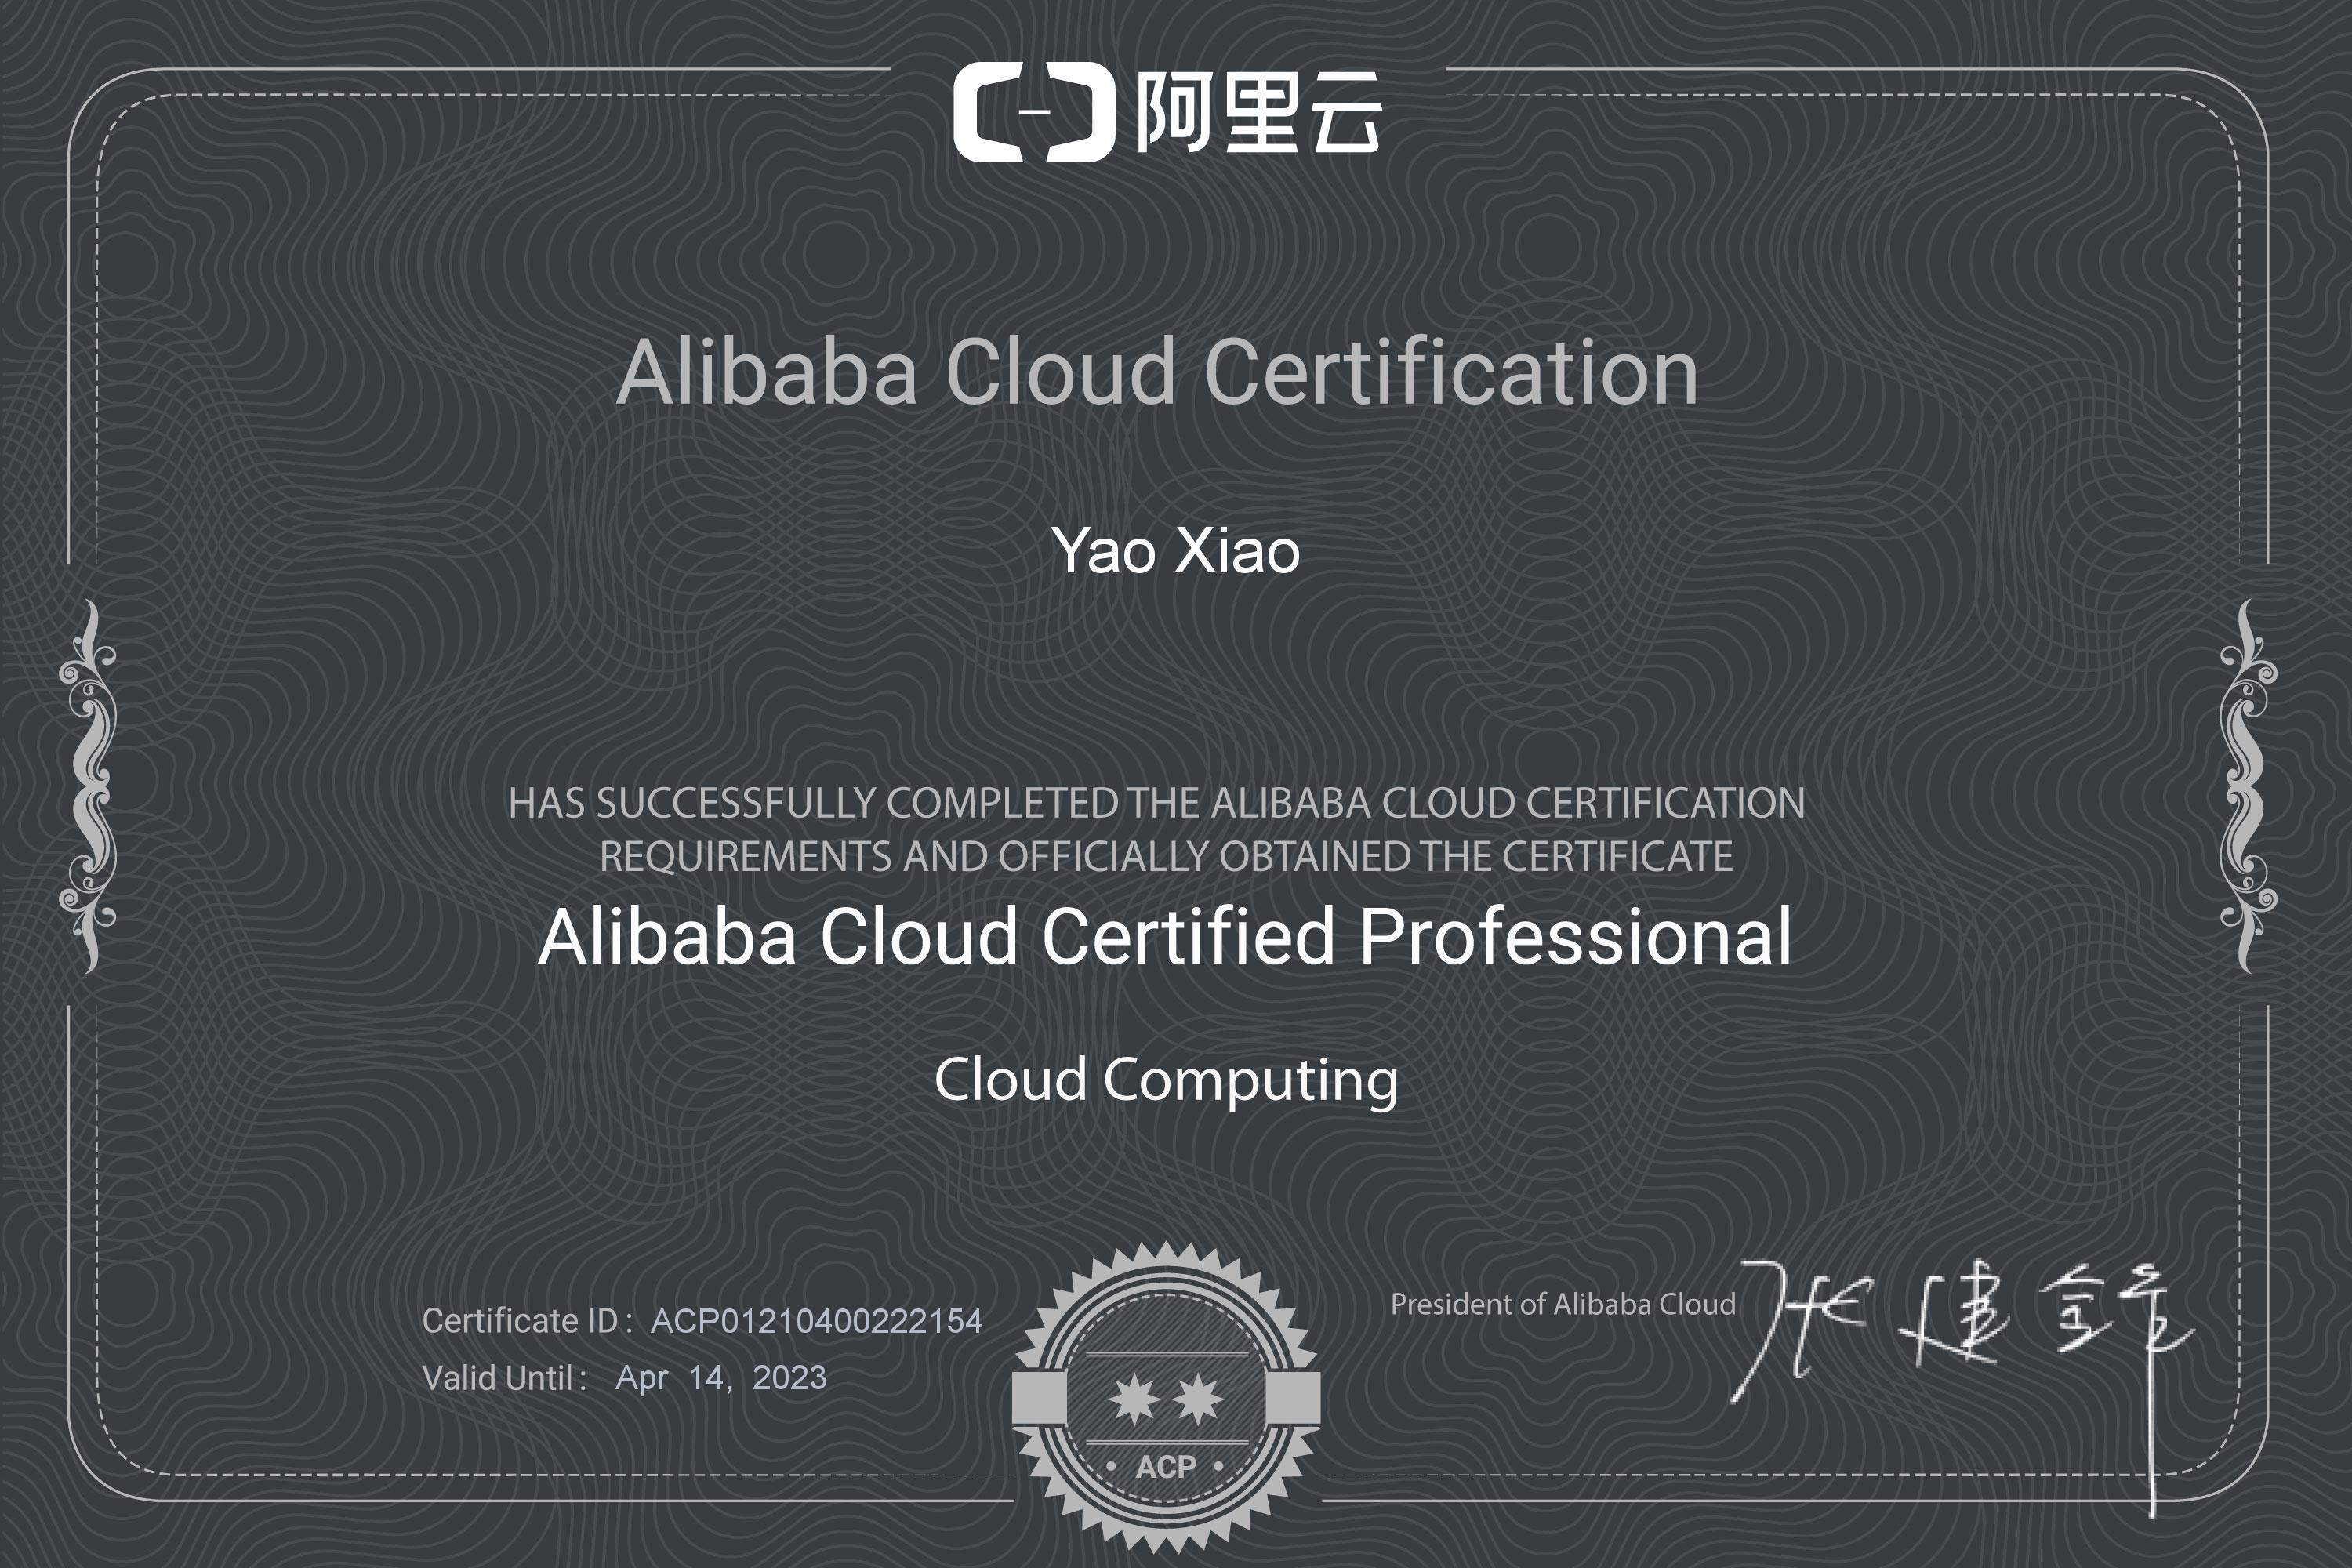 阿里云
Alibaba Cloud Certification
Yao Xiao
HAS SUCCESSFULLY COMPLETED THE ALIBABA CLOUD CERTIFICATION
REQUIREMENTS AND OFFICIALLY OBTAINED THE CERTIFICATE
Alibaba Cloud Certified Professional
Cloud Computing
Certificate ID : ACP01210400222154
Valid Until : Apr 14, 2023
ACP
President of Alibaba Cloud 张建锋